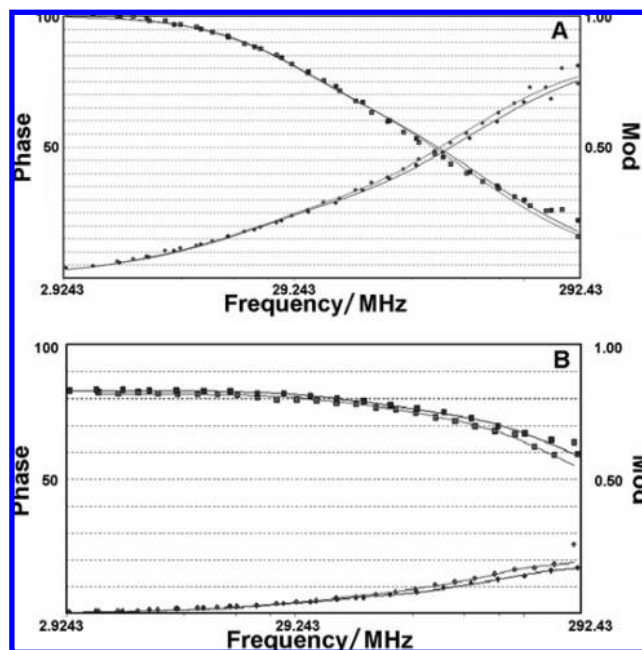 100
A
1.00
Phase
50
0.50
Mod
2.9243
29.243
292.43
Frequency/ MHz
100
B
1.00
Phase
50
0.50
Mod
2.9243
29.243
292.43
Frequency/ MHz